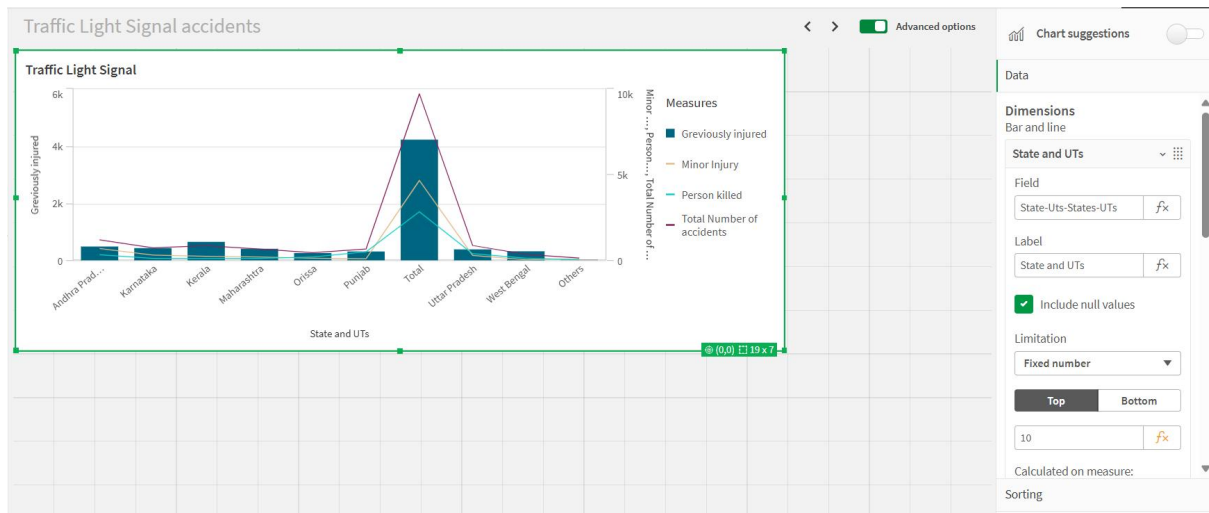 Traffic Light Signal accidents
Advanced options
Chart suggestions
Traffic Light Signal
6k
4k
2k
0
Greviously injured
10k
5k
0
Minor ..., Person..., Total Number of ...
Andhra Prad...
Karnataka
Kerala
Maharashtra
Orissa
Punjab
Total
Uttar Pradesh
West Bengal
Others
State and UTs
Measures
Greviously injured
Minor Injury
Person killed
Total Number of
accidents
(0,0) 19 x 7
Data
Dimensions
Bar and line
State and UTs
Field
State-Uts-States-UTs fx
Label
State and UTs fx
Include null values
Limitation
Fixed number
Top Bottom
10 fx
Calculated on measure:
Sorting